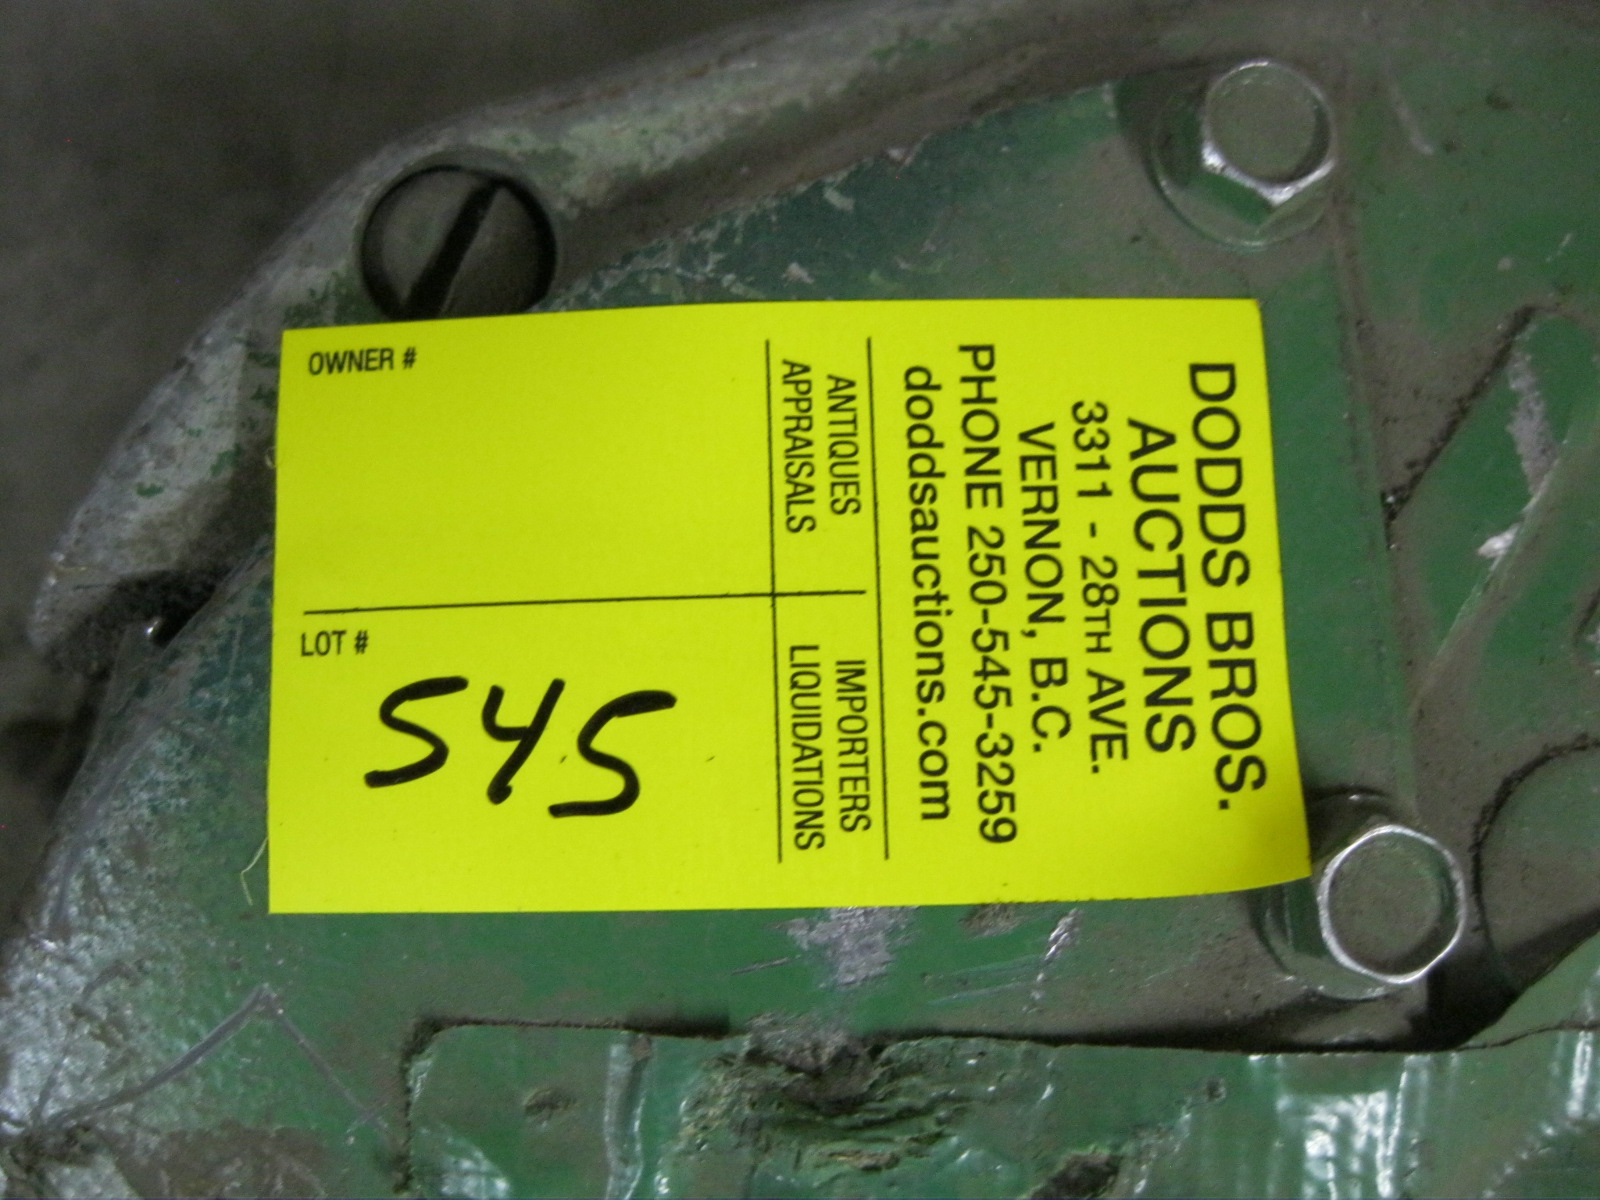 DODDS BROS.
AUCTIONS
3311 - 28TH AVE.
VERNON, B.C.
PHONE 250-545-3259
doddsauctions.com
ANTIQUES
APPRAISALS
IMPORTERS
LIQUIDATIONS
OWNER #
LOT #
545